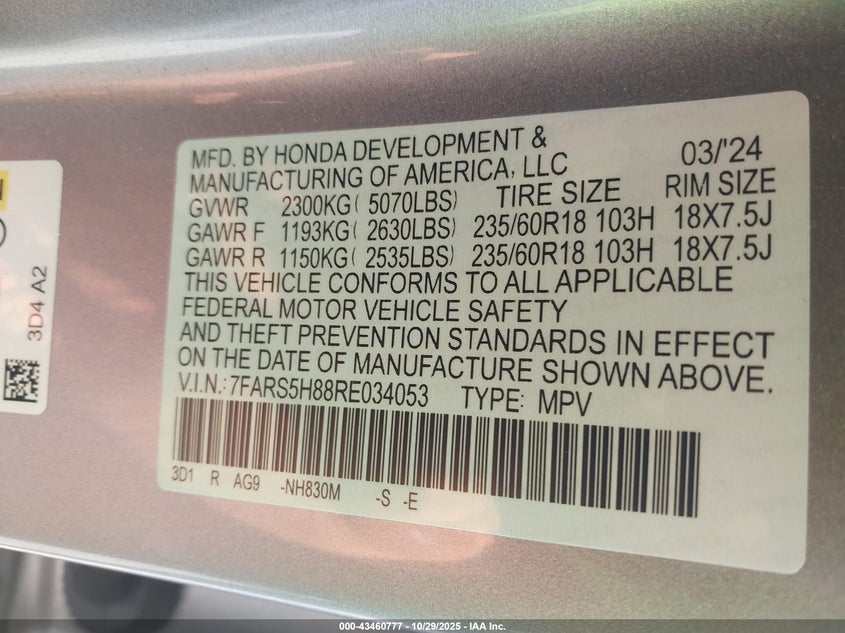 MFD. BY HONDA DEVELOPMENT & 
MANUFACTURING OF AMERICA, LLC 03/'24
GVWR 2300KG( 5070LBS) TIRE SIZE RIM SIZE
GAWR F 1193KG( 2630LBS) 235/60R18 103H 18X7.5J
GAWR R 1150KG( 2535LBS) 235/60R18 103H 18X7.5J
THIS VEHICLE CONFORMS TO ALL APPLICABLE
FEDERAL MOTOR VEHICLE SAFETY
AND THEFT PREVENTION STANDARDS IN EFFECT
ON THE DATE OF MANUFACTURE SHOWN ABOVE.
V.I.N.: 7FARS5H88RE034053 TYPE: MPV
3D1 R AG9 -NH830M -S -E
3D4 A2
000-43460777 - 10/29/2025 - IAA Inc.